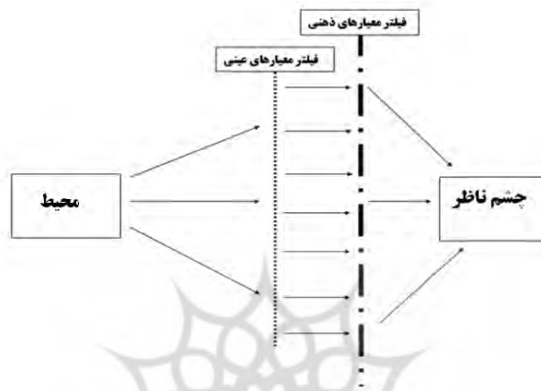 فیلتر معیارهای ذهنی
فیلتر معیارهای عینی
چشم ناظر
محیط